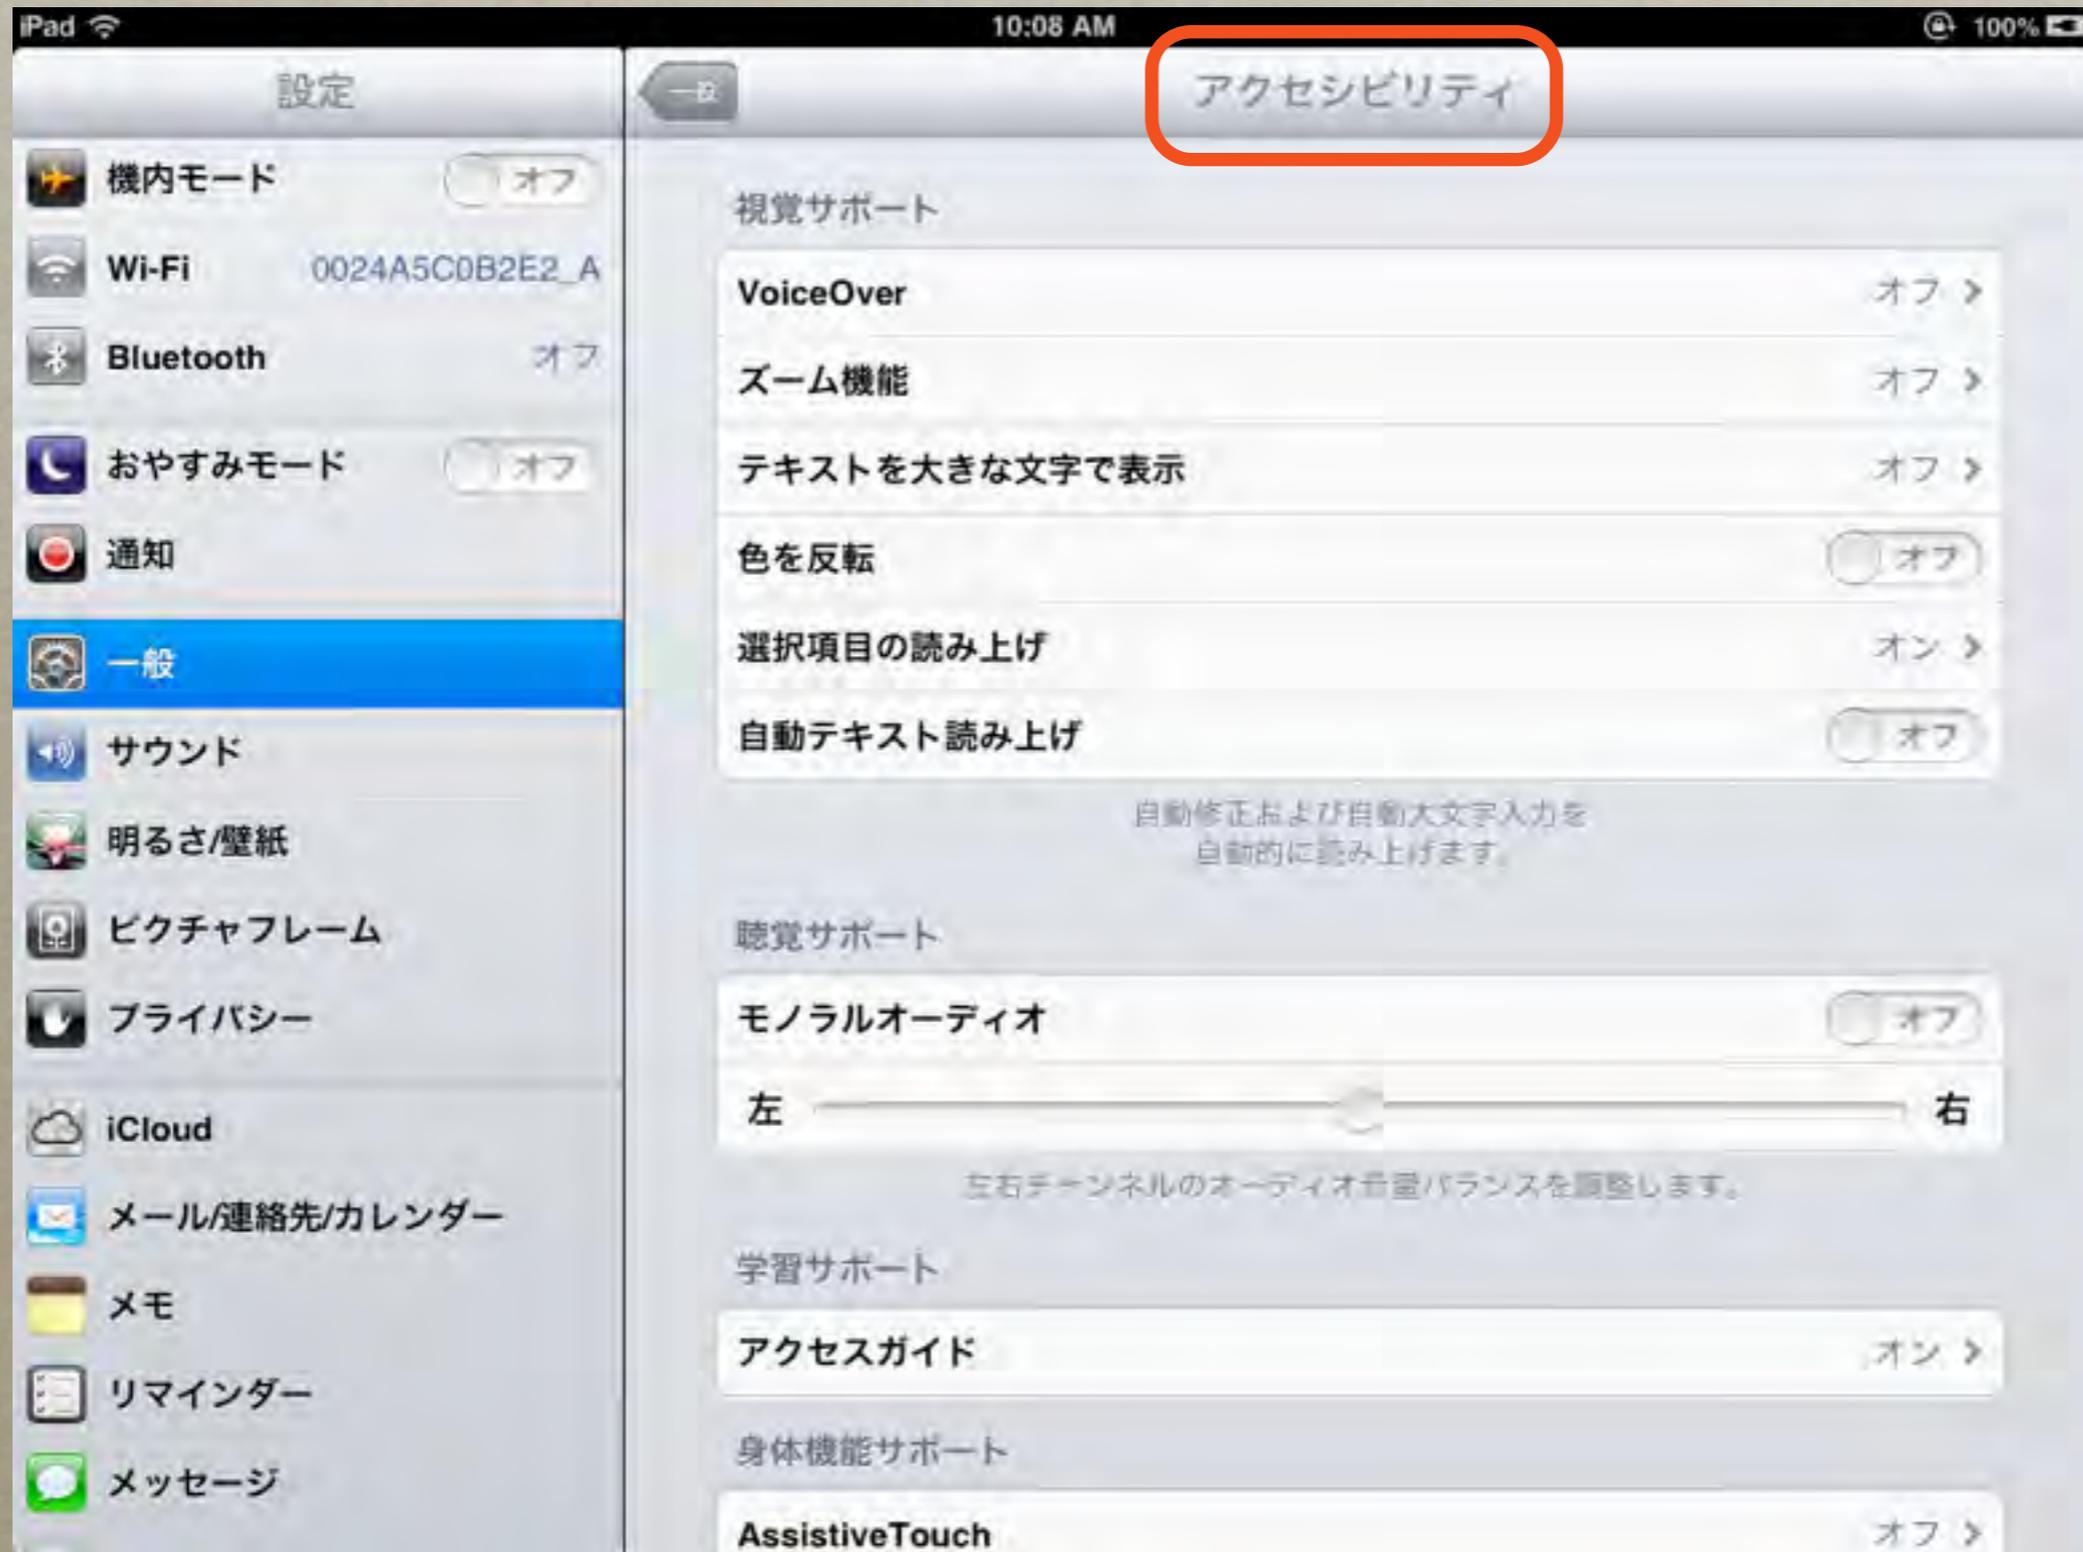 iPad
10:08 AM
100%
設定
機内モード オフ
Wi-Fi 0024A5C0B2E2_A
Bluetooth オフ
おやすみモード オフ
通知
一般
サウンド
明るさ/壁紙
ピクチャフレーム
プライバシー
iCloud
メール/連絡先/カレンダー
メモ
リマインダー
メッセージ
一般
アクセシビリティ
視覚サポート
VoiceOver オフ
ズーム機能 オフ
テキストを大きな文字で表示 オフ
色を反転 オフ
選択項目の読み上げ オン
自動テキスト読み上げ オフ
自動修正および自動大文字入力を
自動的に読み上げます。
聴覚サポート
モノラルオーディオ オフ
左 右
左右チャンネルのオーディオ音量バランスを調整します。
学習サポート
アクセスガイド オン
身体機能サポート
AssistiveTouch オフ